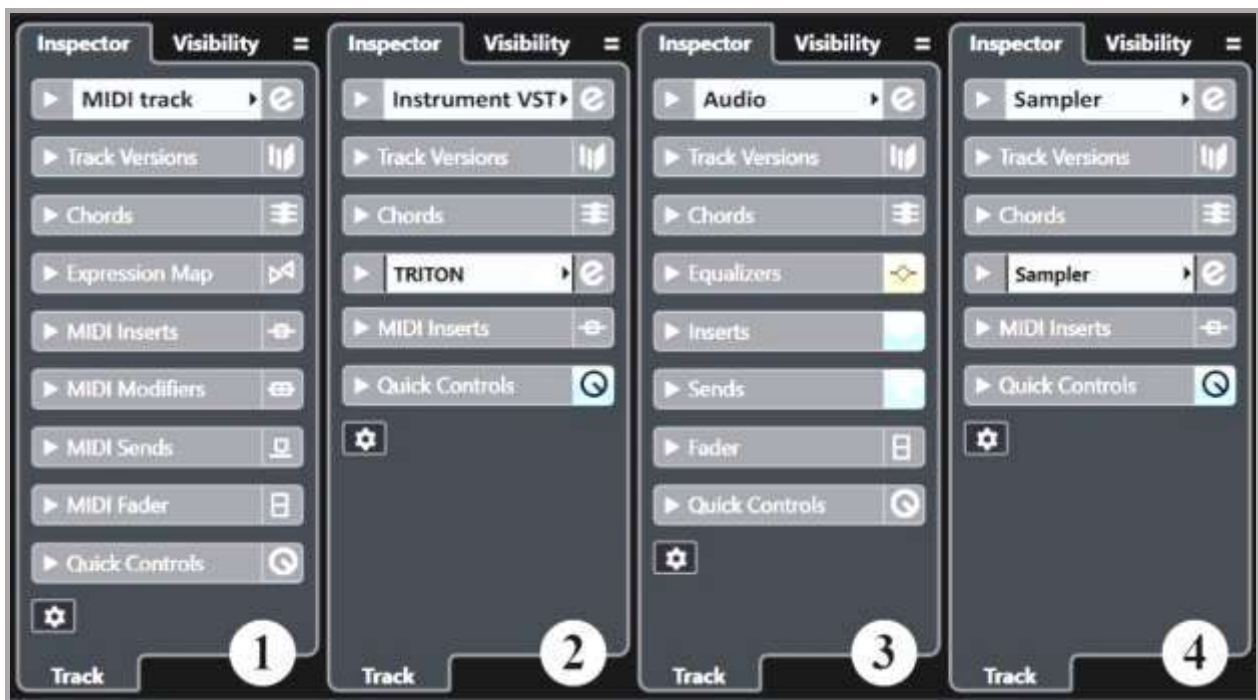 Inspector Visibility
MIDI track
Track Versions
Chords
Expression Map
MIDI Inserts
MIDI Modifiers
MIDI Sends
MIDI Fader
Quick Controls
Track
1
Inspector Visibility
Instrument VST
Track Versions
Chords
TRITON
MIDI Inserts
Quick Controls
Track
2
Inspector Visibility
Audio
Track Versions
Chords
Equalizers
Inserts
Sends
Fader
Quick Controls
Track
3
Inspector Visibility
Sampler
Track Versions
Chords
Sampler
MIDI Inserts
Quick Controls
Track
4